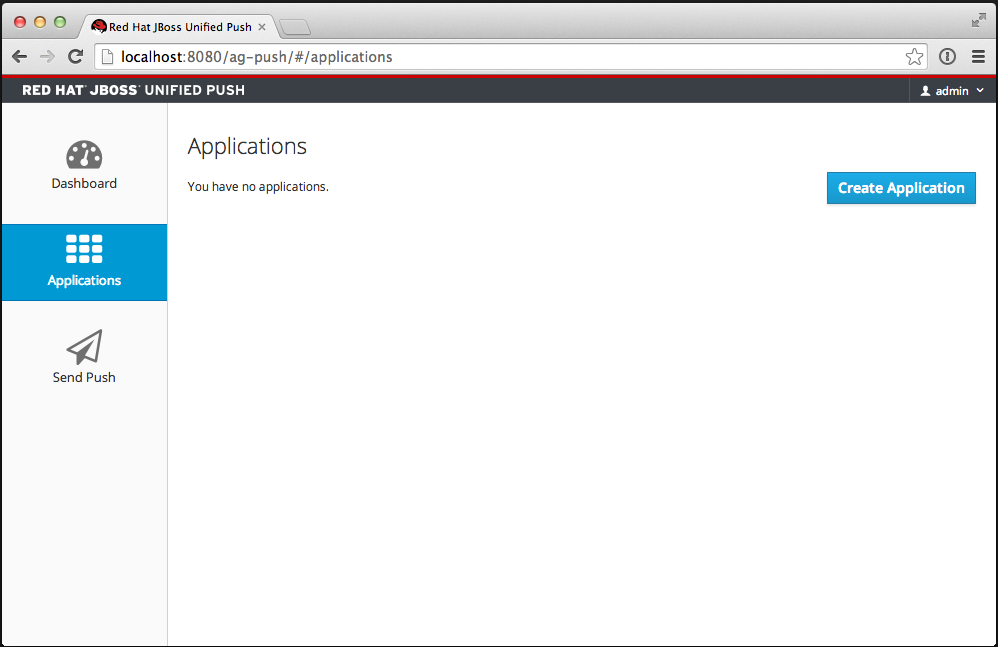 Red Hat JBoss Unified Push
localhost:8080/ag-push/#/applications
RED HAT® JBOSS® UNIFIED PUSH
admin
Dashboard
Applications
Send Push
Applications
You have no applications.
Create Application